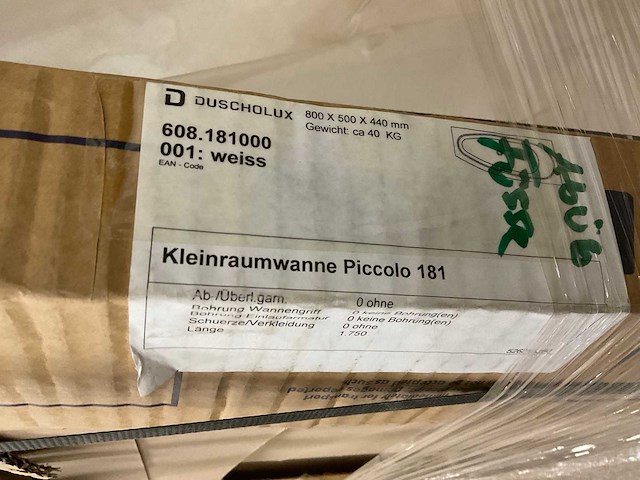 DUSCHOLUX
800 X 500 X 440 mm
Gewicht: ca 40 KG
608.181000
001: weiss
EAN - Code
Kleinraumwanne Piccolo 181
Ab-/Überl.garn. 0 ohne
Bohrung Wannengriff 0 keine Bohrung(en)
Bohrung Einlaufarmatur 0 keine Bohrung(en)
Schuerze/Verkleidung 0 ohne
Länge 1.750